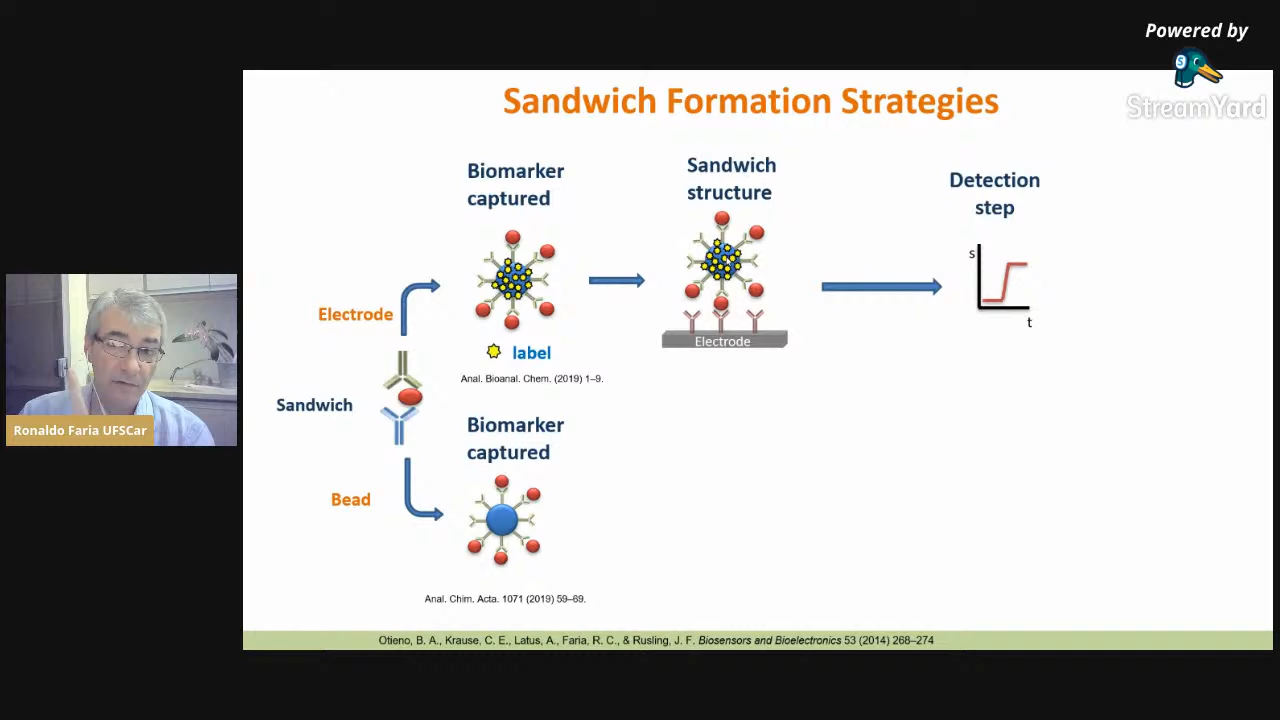 Powered by
StreamYard
Sandwich Formation Strategies
Biomarker
captured
Sandwich
structure
Detection
step
s
t
Electrode
Electrode
label
Anal. Bioanal. Chem. (2019) 1–9.
Sandwich
Ronaldo Faria UFSCar
Biomarker
captured
Bead
Anal. Chim. Acta. 1071 (2019) 59–69.
Otieno, B. A., Krause, C. E., Latus, A., Faria, R. C., & Rusling, J. F. Biosensors and Bioelectronics 53 (2014) 268–274